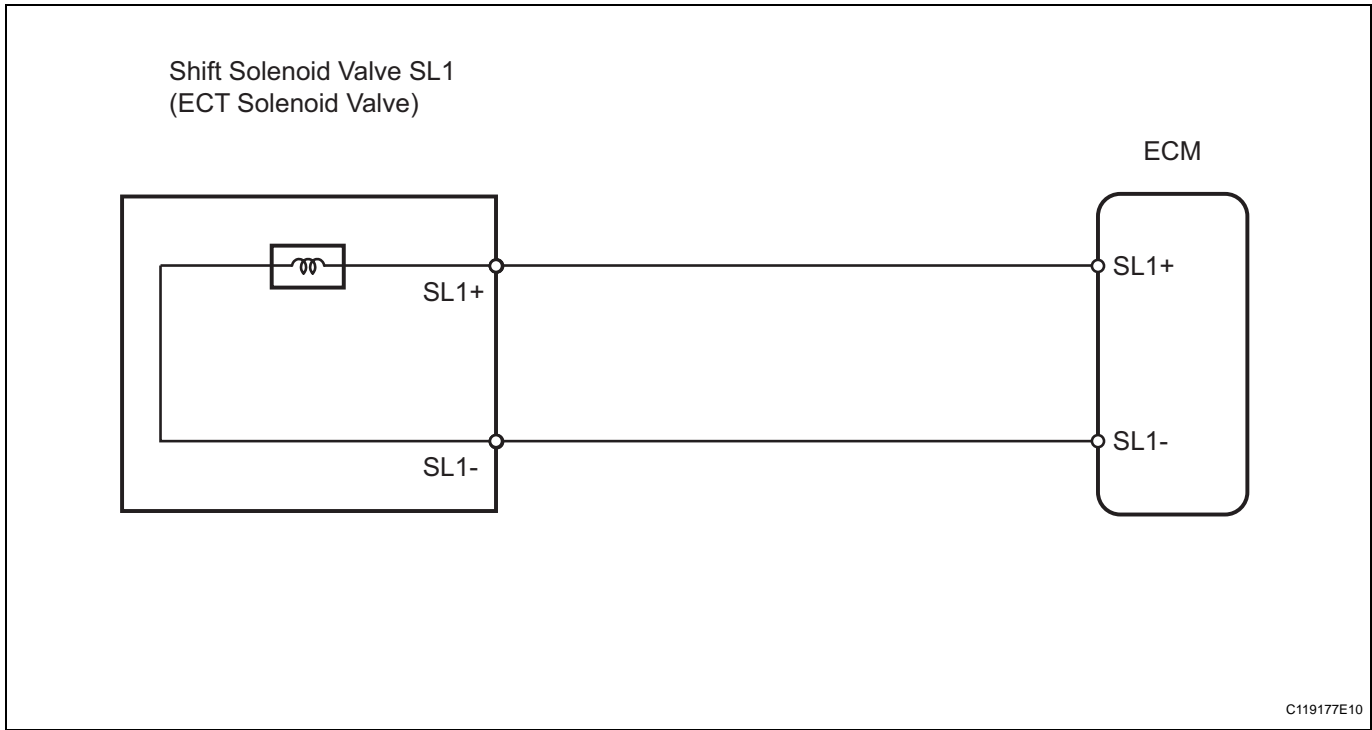 Shift Solenoid Valve SL1
(ECT Solenoid Valve)
ECM
SL1+
SL1+
SL1-
SL1-
C119177E10